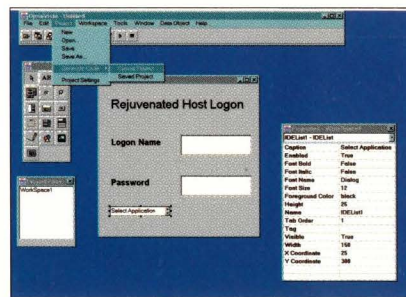 File Edit Project Workspace Tools Window Data Object Help
New
Open...
Save
Save As...
Project Settings
Saved Project
Rejuvenated Host Logon
Logon Name
Password
Select Application
WorkSpace1
IDEList1 - IDEList
Caption Select Application
Enabled True
Font Bold False
Font Italic False
Font Name Dialog
Font Size 12
Foreground Color black
Height 25
Name IDEList1
Tab Order 1
Tag
Visible True
Width 150
X Coordinate 25
Y Coordinate 300